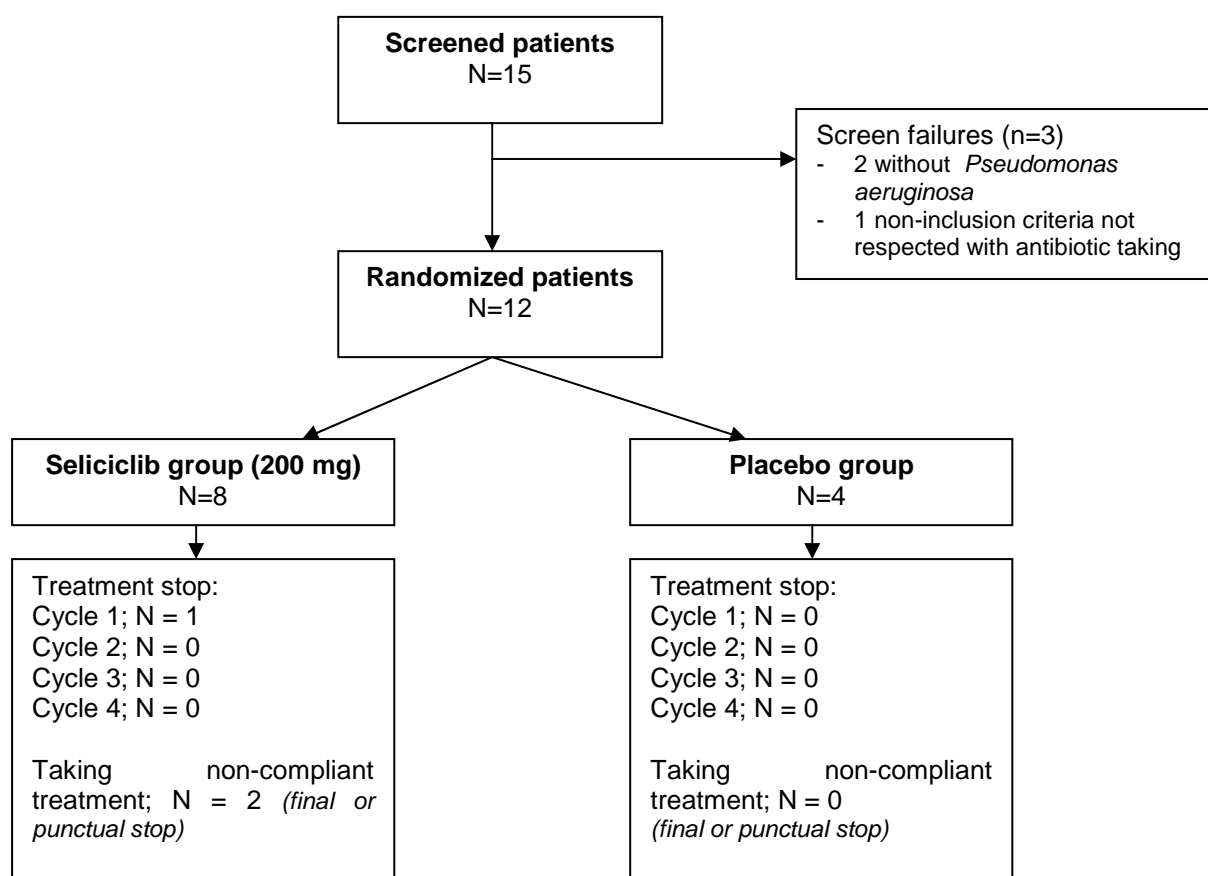 Screened patients
N=15
Screen failures (n=3)
- 2 without Pseudomonas
aeruginosa
- 1 non-inclusion criteria not
respected with antibiotic taking
Randomized patients
N=12
Seliciclib group (200 mg)
N=8
Placebo group
N=4
Treatment stop:
Cycle 1; N = 1
Cycle 2; N = 0
Cycle 3; N = 0
Cycle 4; N = 0
Taking non-compliant
treatment; N = 2 (final or
punctual stop)
Treatment stop:
Cycle 1; N = 0
Cycle 2; N = 0
Cycle 3; N = 0
Cycle 4; N = 0
Taking non-compliant
treatment; N = 0
(final or punctual stop)